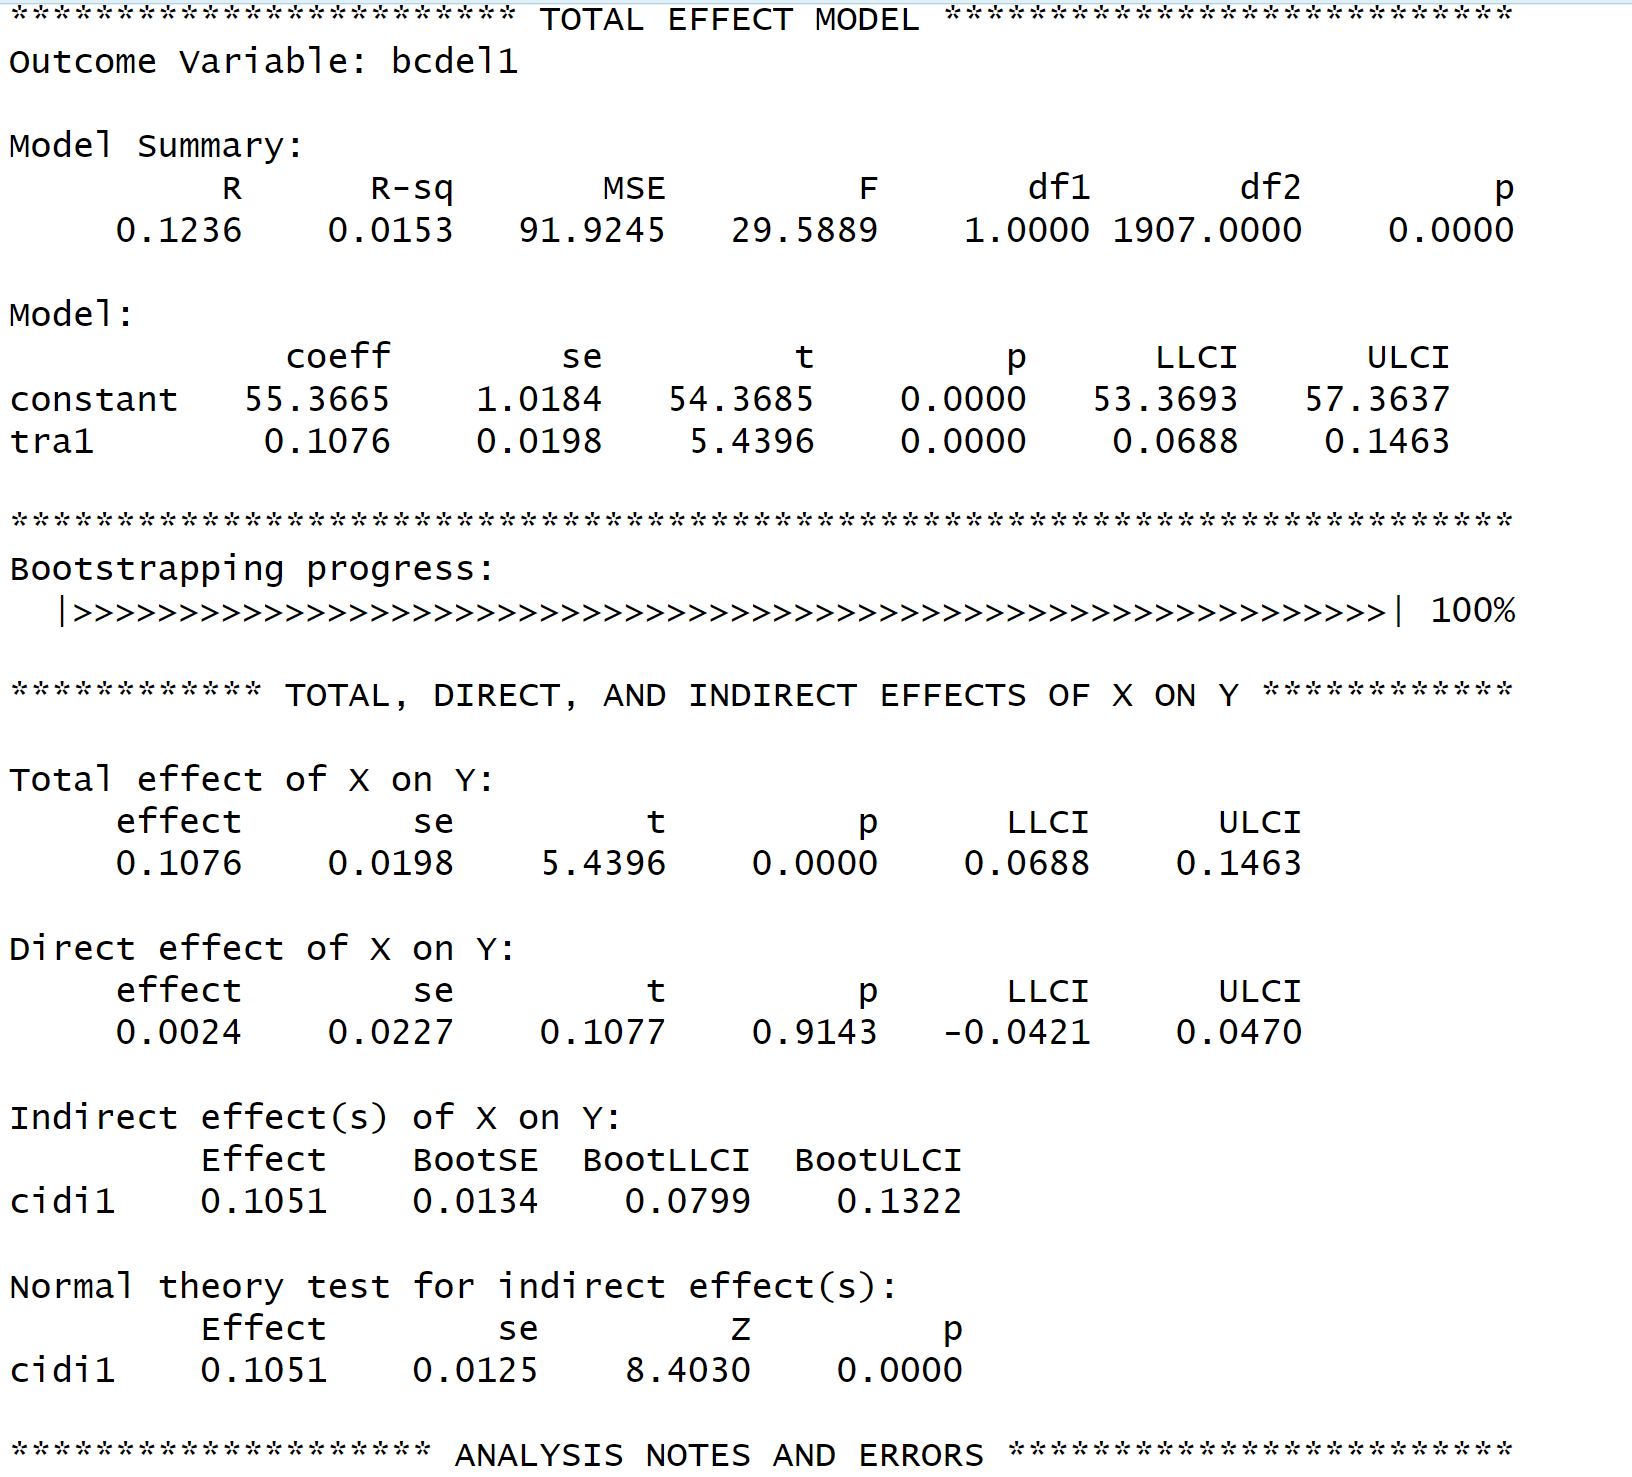 ************************ TOTAL EFFECT MODEL ***************************
Outcome Variable: bcdel1
Model Summary:
R R-sq MSE F df1 df2 p
0.1236 0.0153 91.9245 29.5889 1.0000 1907.0000 0.0000
Model:
coeff se t p LLCI ULCI
constant 55.3665 1.0184 54.3685 0.0000 53.3693 57.3637
tra1 0.1076 0.0198 5.4396 0.0000 0.0688 0.1463
***********************************************************************
Bootstrapping progress:
|>>>>>>>>>>>>>>>>>>>>>>>>>>>>>>>>>>>>>>>>>>>>>>>>>>>>>>>>>>>>>>| 100%
************ TOTAL, DIRECT, AND INDIRECT EFFECTS OF X ON Y ************
Total effect of X on Y:
effect se t p LLCI ULCI
0.1076 0.0198 5.4396 0.0000 0.0688 0.1463
Direct effect of X on Y:
effect se t p LLCI ULCI
0.0024 0.0227 0.1077 0.9143 -0.0421 0.0470
Indirect effect(s) of X on Y:
Effect BootSE BootLLCI BootULCI
cidi1 0.1051 0.0134 0.0799 0.1322
Normal theory test for indirect effect(s):
Effect se Z p
cidi1 0.1051 0.0125 8.4030 0.0000
******************** ANALYSIS NOTES AND ERRORS ************************